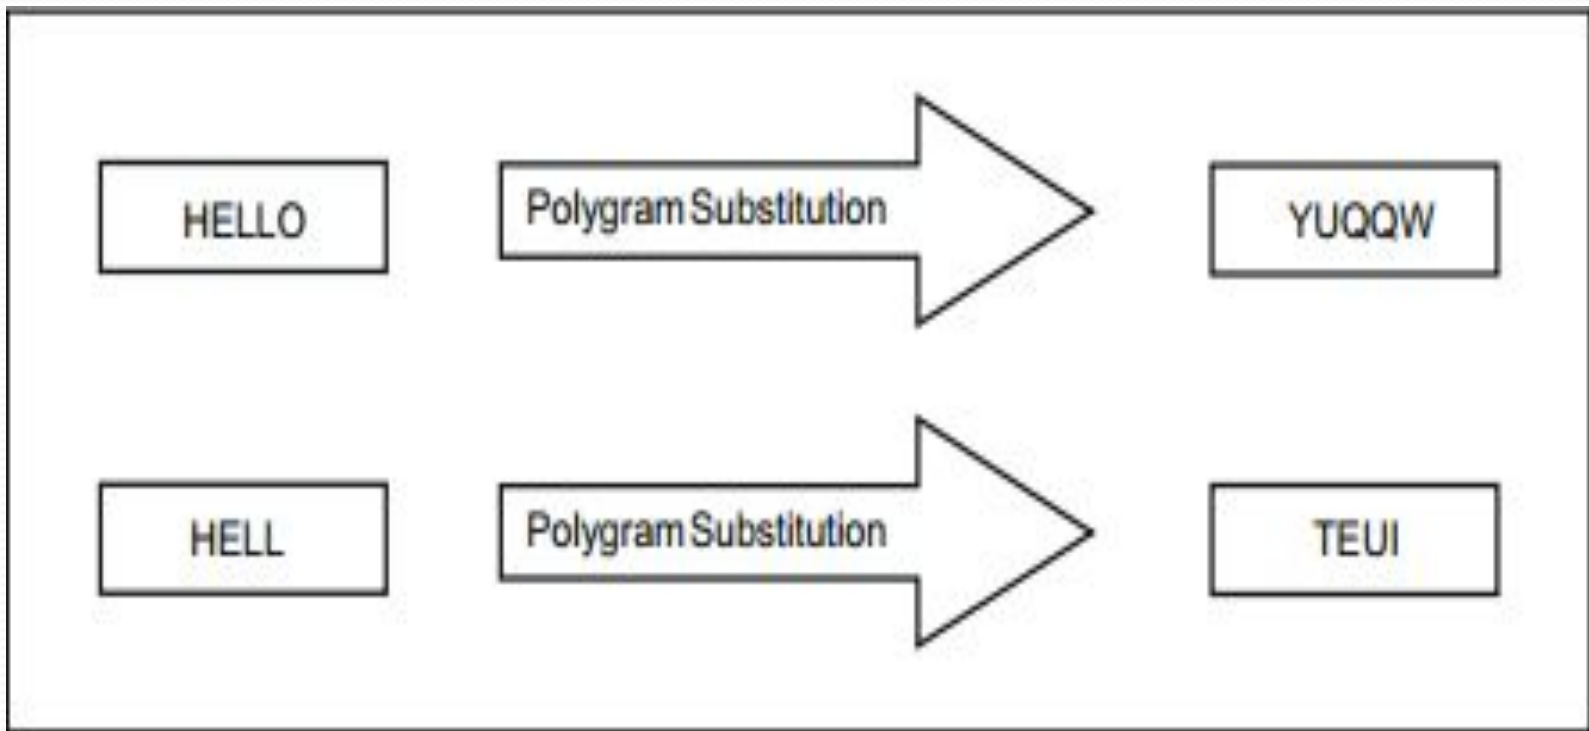 HELLO
Polygram Substitution
YUQQW
HELL
Polygram Substitution
TEUI